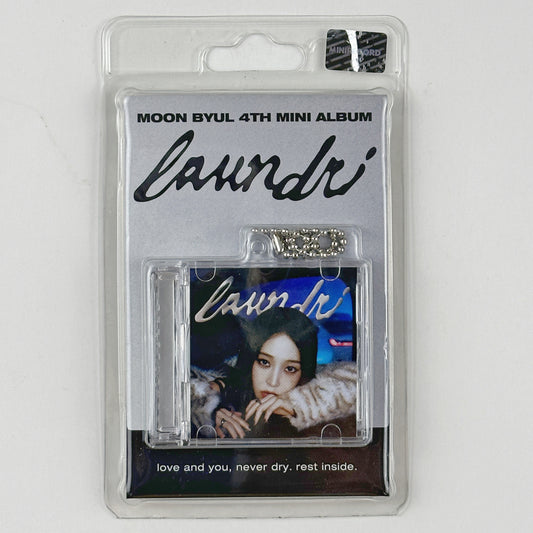 MOON BYUL 4TH MINI ALBUM
laundri
laundri
love and you, never dry. rest inside.